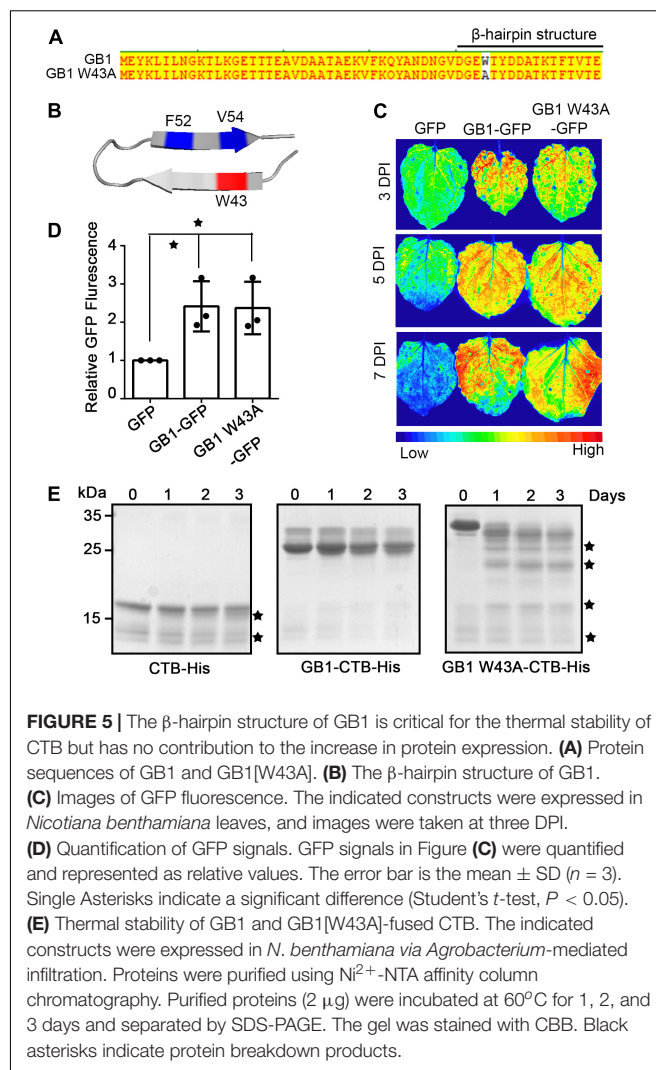 A
β-hairpin structure
GB1 MEYKLILNGKTLKGETTTEAVDAATAEKVFKQYANDNGVDGEWTYDDATKTFTVTE
GB1 W43A MEYKLILNGKTLKGETTTEAVDAATAEKVFKQYANDNGVDGEATYDDATKTFTVTE
B
F52 V54
W43
C
GFP GB1-GFP GB1 W43A -GFP
3 DPI
5 DPI
7 DPI
Low High
D
Relative GFP Flurescence
4
3
2
1
0
GFP
GB1-GFP
GB1 W43A
-GFP
E
kDa 0 1 2 3 0 1 2 3 0 1 2 3 Days
35
25
15
CTB-His GB1-CTB-His GB1 W43A-CTB-His
FIGURE 5 | The β-hairpin structure of GB1 is critical for the thermal stability of
CTB but has no contribution to the increase in protein expression. (A) Protein
sequences of GB1 and GB1[W43A]. (B) The β-hairpin structure of GB1.
(C) Images of GFP fluorescence. The indicated constructs were expressed in
Nicotiana benthamiana leaves, and images were taken at three DPI.
(D) Quantification of GFP signals. GFP signals in Figure (C) were quantified
and represented as relative values. The error bar is the mean ± SD (n = 3).
Single Asterisks indicate a significant difference (Student's t-test, P < 0.05).
(E) Thermal stability of GB1 and GB1[W43A]-fused CTB. The indicated
constructs were expressed in N. benthamiana via Agrobacterium-mediated
infiltration. Proteins were purified using Ni²⁺-NTA affinity column
chromatography. Purified proteins (2 μg) were incubated at 60°C for 1, 2, and
3 days and separated by SDS-PAGE. The gel was stained with CBB. Black
asterisks indicate protein breakdown products.